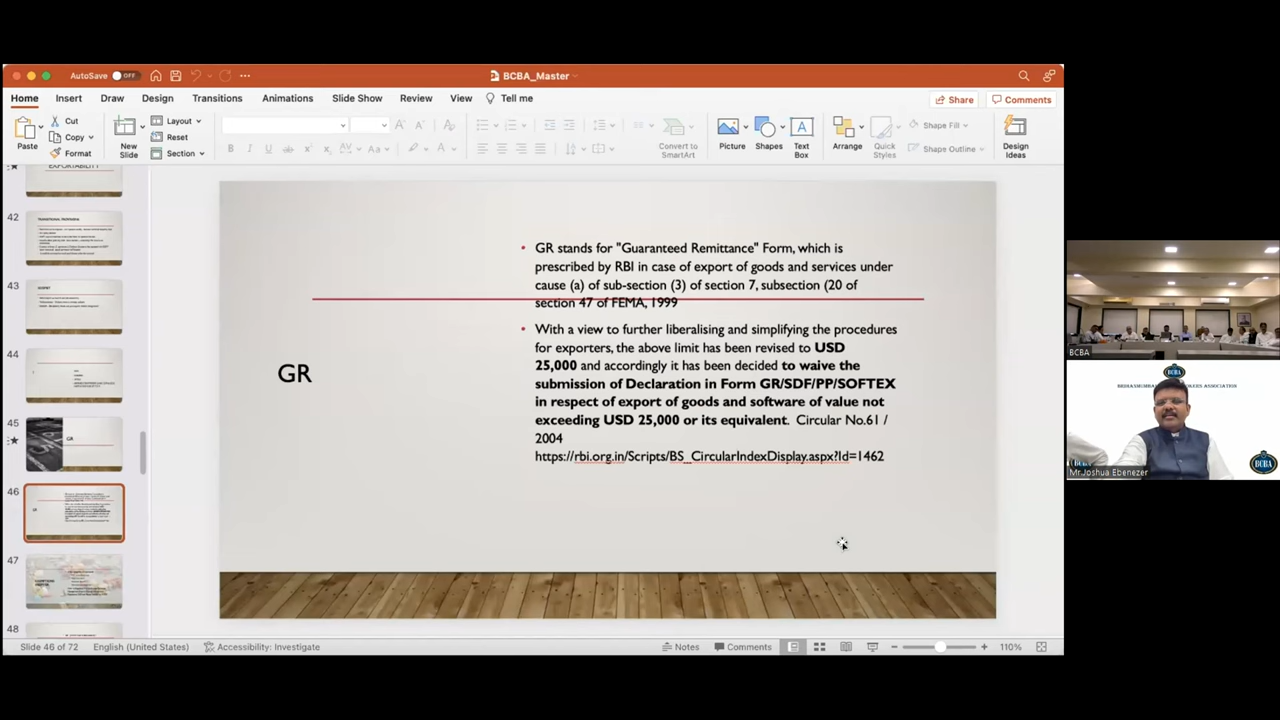 AutoSave OFF
BCBA_Master
Home Insert Draw Design Transitions Animations Slide Show Review View Tell me
Share Comments
Paste
Cut
Copy
Format
New Slide
Layout
Reset
Section
Convert to SmartArt
Picture
Shapes
Text Box
Arrange
Quick Styles
Shape Fill
Shape Outline
Design Ideas
42
43
44
45
46
47
48
GR
GR stands for "Guaranteed Remittance" Form, which is
prescribed by RBI in case of export of goods and services under
cause (a) of sub-section (3) of section 7, subsection (20 of
section 47 of FEMA, 1999
With a view to further liberalising and simplifying the procedures
for exporters, the above limit has been revised to USD
25,000 and accordingly it has been decided to waive the
submission of Declaration in Form GR/SDF/PP/SOFTEX
in respect of export of goods and software of value not
exceeding USD 25,000 or its equivalent. Circular No.61 /
2004
https://rbi.org.in/Scripts/BS_CircularIndexDisplay.aspx?Id=1462
Slide 46 of 72 English (United States) Accessibility: Investigate Notes Comments 110%
BCBA
BCBA
Mr.Joshua Ebenezer
BCBA